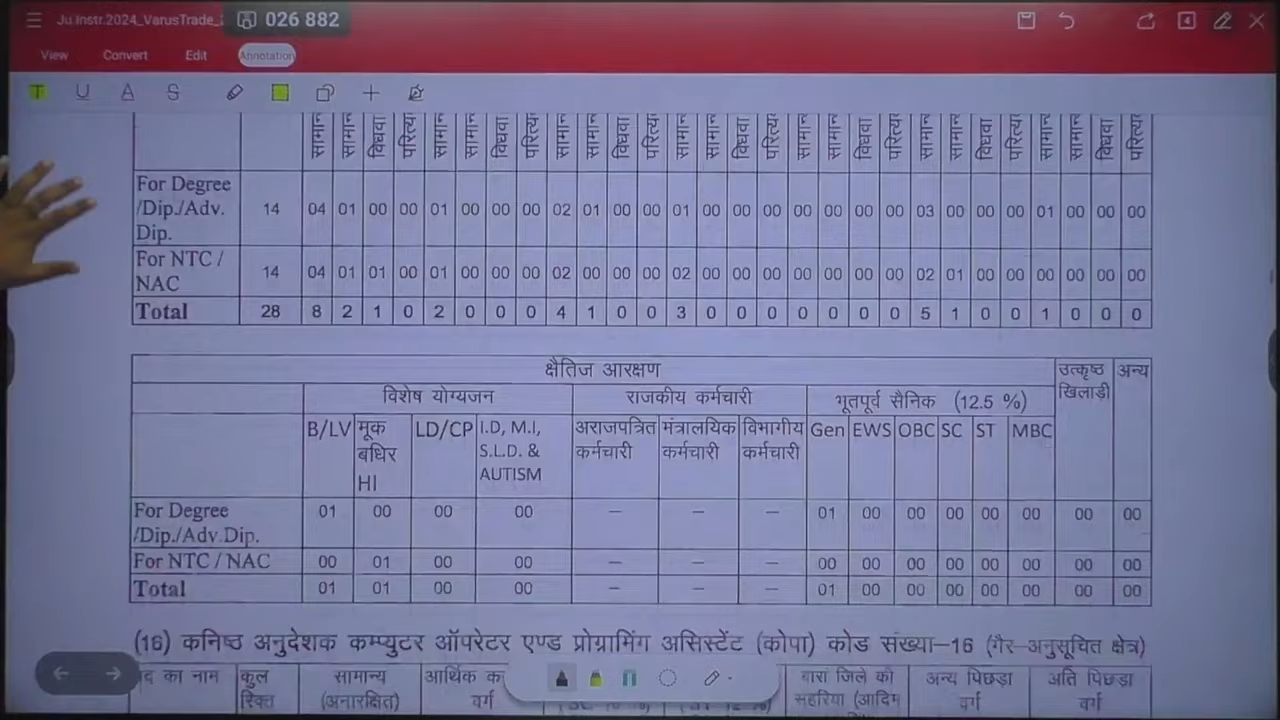 Ju.Instr.2024_VarusTrade_ 026 882
View Convert Edit Annotation
T U A S
For Degree /Dip./Adv. Dip. 14 04 01 00 00 01 00 00 00 02 01 00 00 01 00 00 00 00 00 00 00 03 00 00 00 01 00 00 00
For NTC / NAC 14 04 01 01 00 01 00 00 00 02 00 00 00 02 00 00 00 00 00 00 00 02 01 00 00 00 00 00 00
Total 28 8 2 1 0 2 0 0 0 4 1 0 0 3 0 0 0 0 0 0 0 5 1 0 0 1 0 0 0
क्षैतिज आरक्षण उत्कृष्ठ खिलाड़ी अन्य
विशेष योग्यजन राजकीय कर्मचारी भूतपूर्व सैनिक (12.5 %)
B/LV मूक बधिर HI LD/CP I.D, M.I, S.L.D. & AUTISM अराजपत्रित कर्मचारी मंत्रालयिक कर्मचारी विभागीय कर्मचारी Gen EWS OBC SC ST MBC
For Degree /Dip./Adv.Dip. 01 00 00 00 – – – 01 00 00 00 00 00 00 00
For NTC / NAC 00 01 00 00 – – – 00 00 00 00 00 00 00 00
Total 01 01 00 00 – – – 01 00 00 00 00 00 00 00
(16) कनिष्ठ अनुदेशक कम्प्युटर ऑपरेटर एण्ड प्रोग्रामिंग असिस्टेंट (कोपा) कोड संख्या–16 (गैर–अनुसूचित क्षेत्र)
का नाम कुल रिक्त सामान्य (अनारक्षित) आर्थिक वर्ग बारा जिले की सहरिया (आदिम अन्य पिछड़ा वर्ग अति पिछड़ा वर्ग